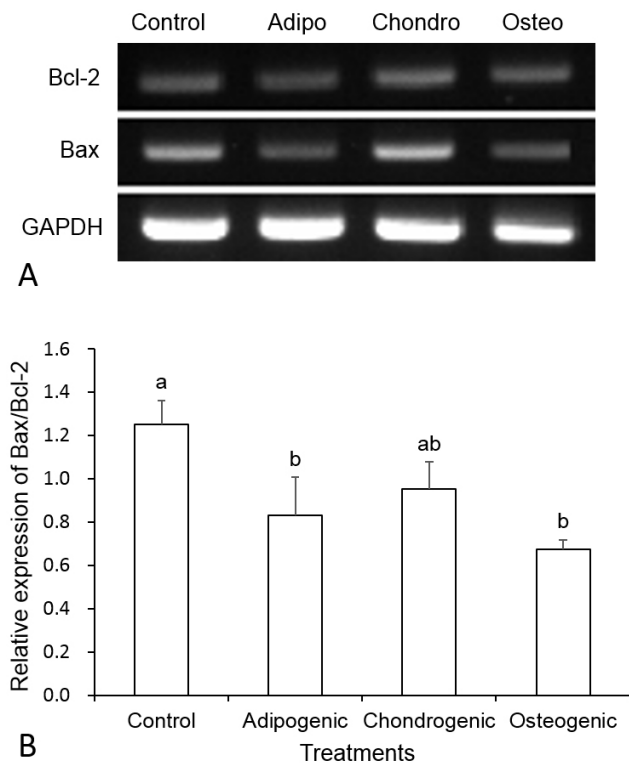 Control Adipo Chondro Osteo
Bcl-2
Bax
GAPDH
A
Relative expression of Bax/Bcl-2
1.6
1.4
1.2
1.0
0.8
0.6
0.4
0.2
0.0
a
b
ab
b
Control Adipogenic Chondrogenic Osteogenic
Treatments
B